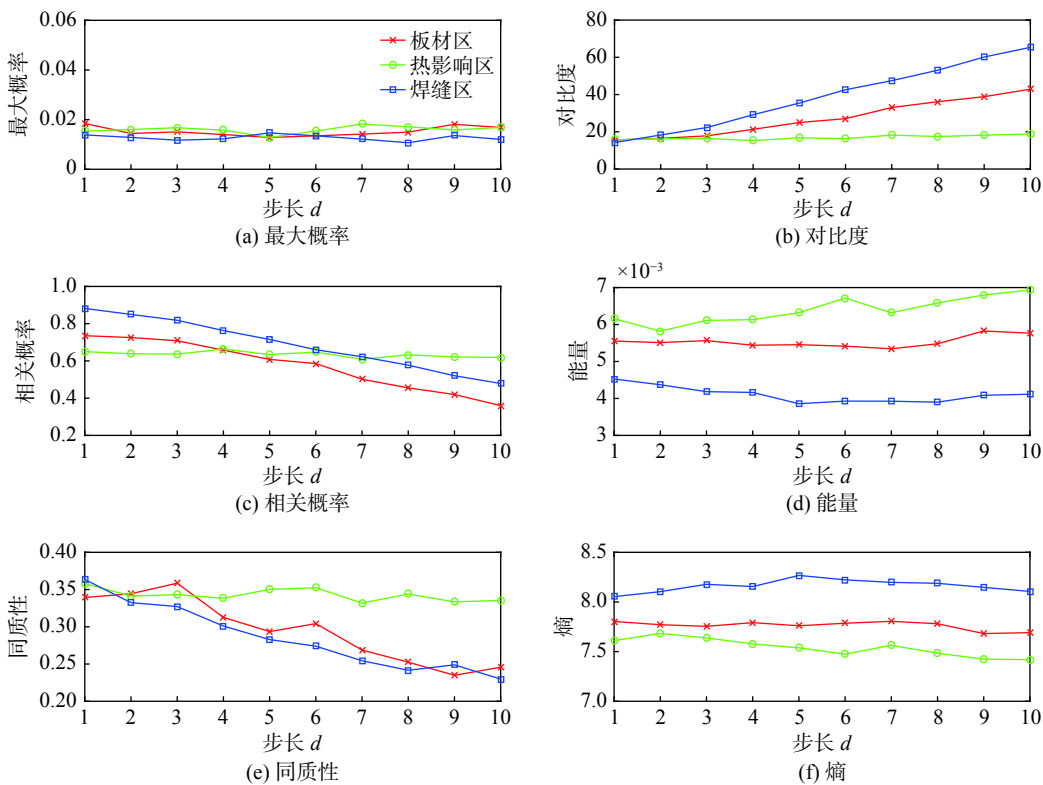 0.06
0.04
0.02
0
最大概率
板材区
热影响区
焊缝区
1 2 3 4 5 6 7 8 9 10
步长 d
(a) 最大概率
80
60
40
20
0
对比度
1 2 3 4 5 6 7 8 9 10
步长 d
(b) 对比度
1.0
0.8
0.6
0.4
0.2
相关概率
1 2 3 4 5 6 7 8 9 10
步长 d
(c) 相关概率
×10⁻³
7
6
5
4
3
能量
1 2 3 4 5 6 7 8 9 10
步长 d
(d) 能量
0.40
0.35
0.30
0.25
0.20
同质性
1 2 3 4 5 6 7 8 9 10
步长 d
(e) 同质性
8.5
8.0
7.5
7.0
熵
1 2 3 4 5 6 7 8 9 10
步长 d
(f) 熵